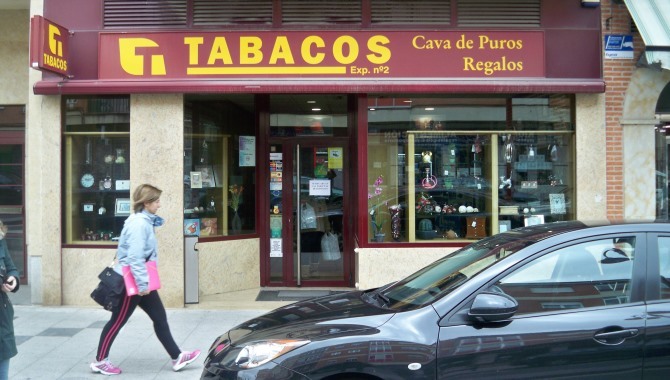 TABACOS
TABACOS
Exp. nº2
Cava de Puros
Regalos